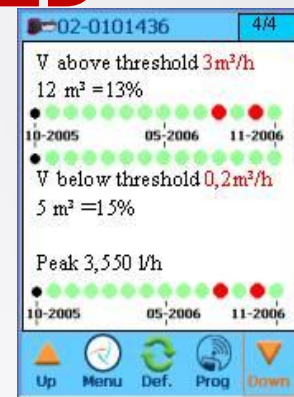 02-0101436 4/4
V above threshold 3m³/h
12 m³ =13%
10-2005 05-2006 11-2006
V below threshold 0,2m³/h
5 m³ =15%
Peak 3,550 l/h
10-2005 05-2006 11-2006
Up Menu Def. Prog Down